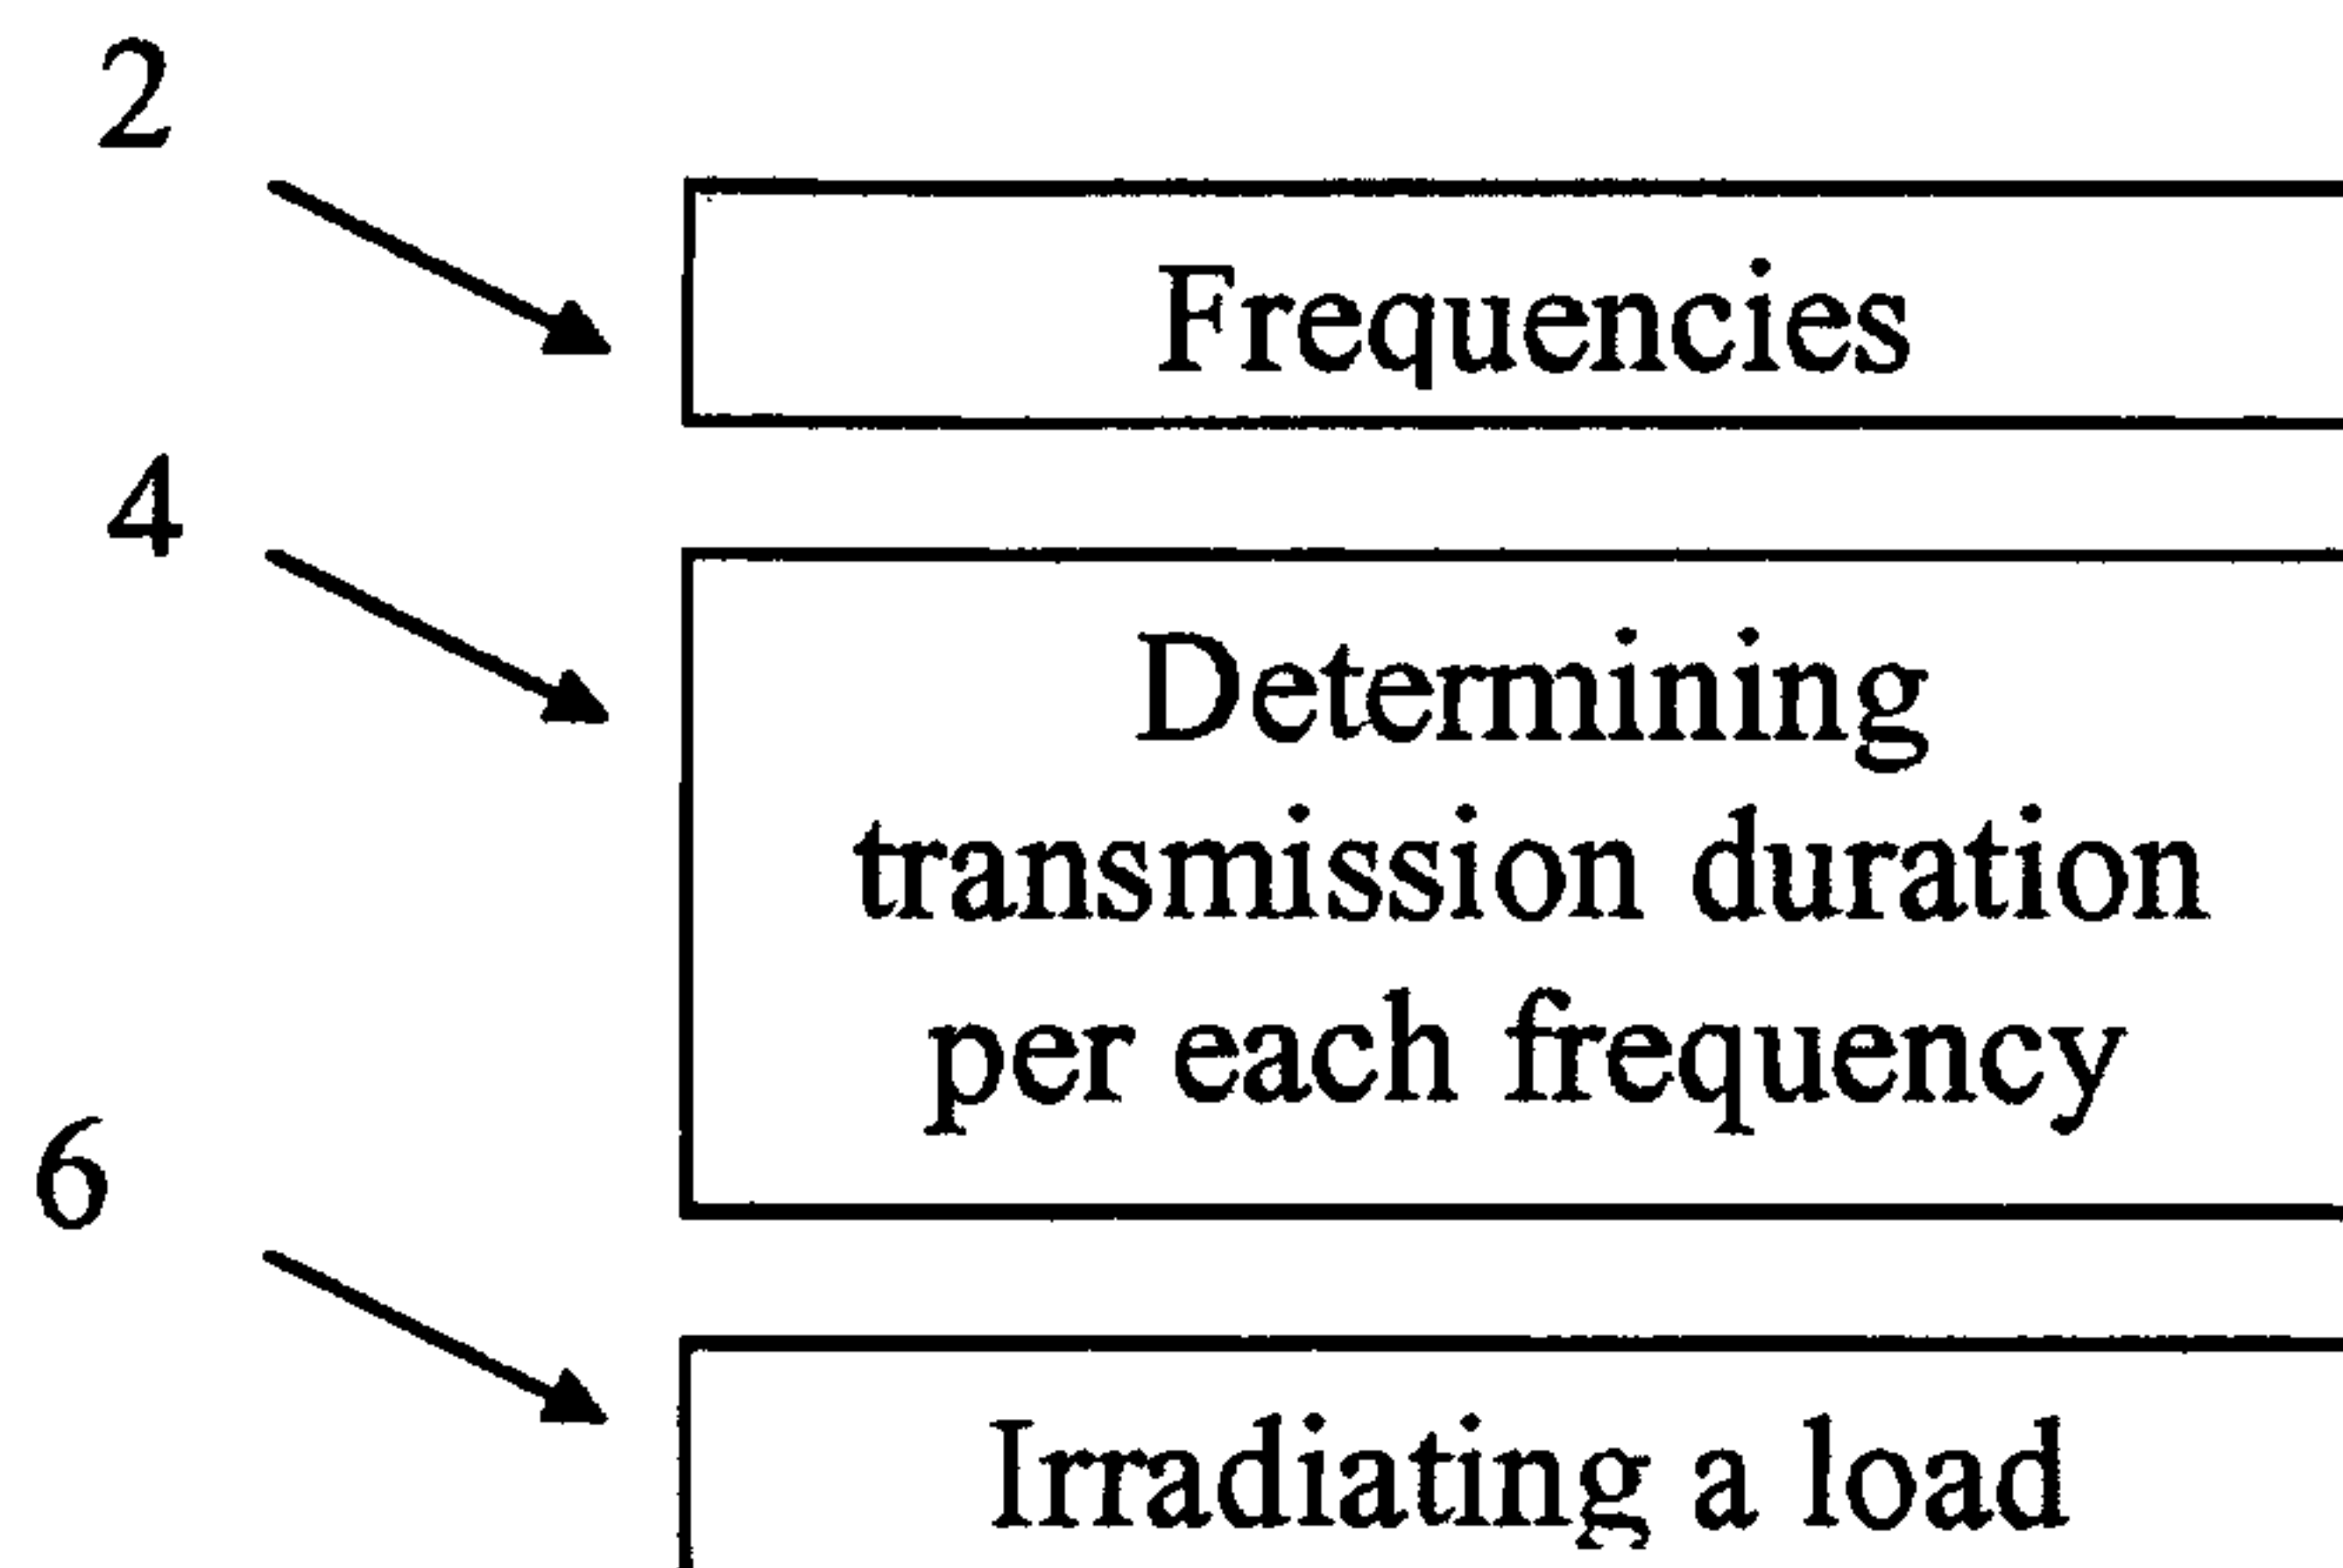 2
Frequencies
4
Determining
transmission duration
per each frequency
6
Irradiating a load